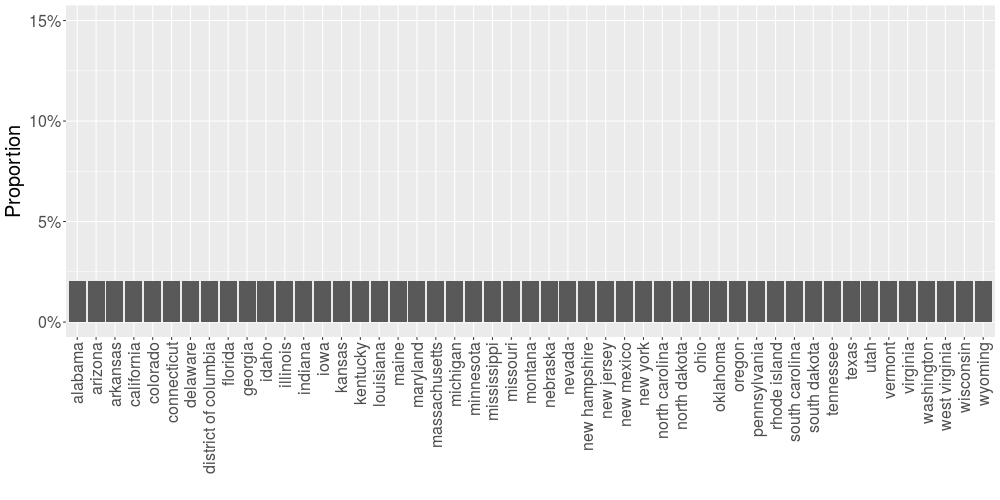 Proportion
15%
10%
5%
0%
alabama
arizona
arkansas
california
colorado
connecticut
delaware
district of columbia
florida
georgia
idaho
illinois
indiana
iowa
kansas
kentucky
louisiana
maine
maryland
massachusetts
michigan
minnesota
mississippi
missouri
montana
nebraska
nevada
new hampshire
new jersey
new mexico
new york
north carolina
north dakota
ohio
oklahoma
oregon
pennsylvania
rhode island
south carolina
south dakota
tennessee
texas
utah
vermont
virginia
washington
west virginia
wisconsin
wyoming